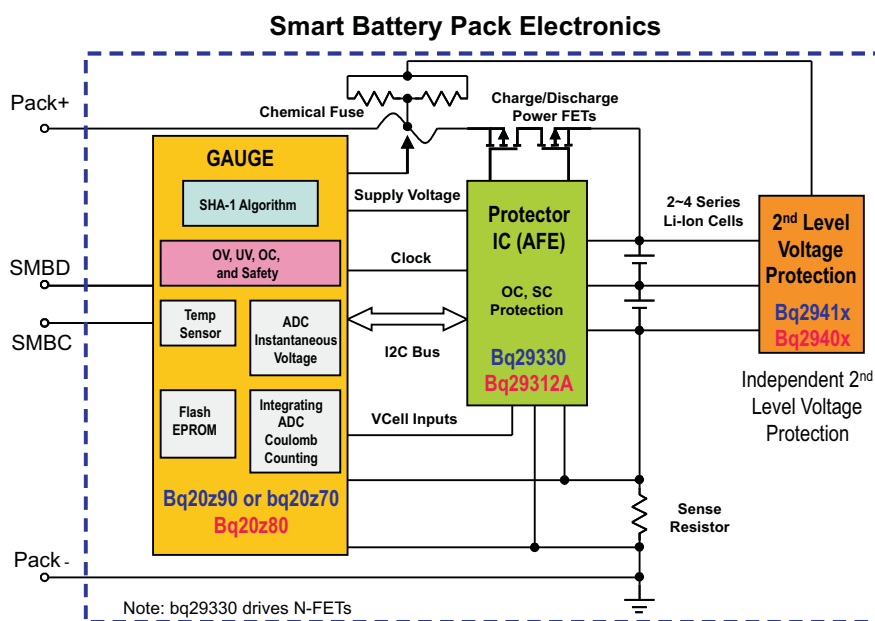 Smart Battery Pack Electronics
Pack+
Chemical Fuse
Charge/Discharge
Power FETs
GAUGE
SHA-1 Algorithm
Supply Voltage
OV, UV, OC,
and Safety
Clock
SMBD
SMBC
Temp
Sensor
ADC
Instantaneous
Voltage
I2C Bus
Flash
EPROM
Integrating
ADC
Coulomb
Counting
VCell Inputs
Bq20z90 or bq20z70
Bq20z80
Protector
IC (AFE)
OC, SC
Protection
Bq29330
Bq29312A
2~4 Series
Li-Ion Cells
2nd Level
Voltage
Protection
Bq2941x
Bq2940x
Independent 2nd
Level Voltage
Protection
Sense
Resistor
Pack -
Note: bq29330 drives N-FETs